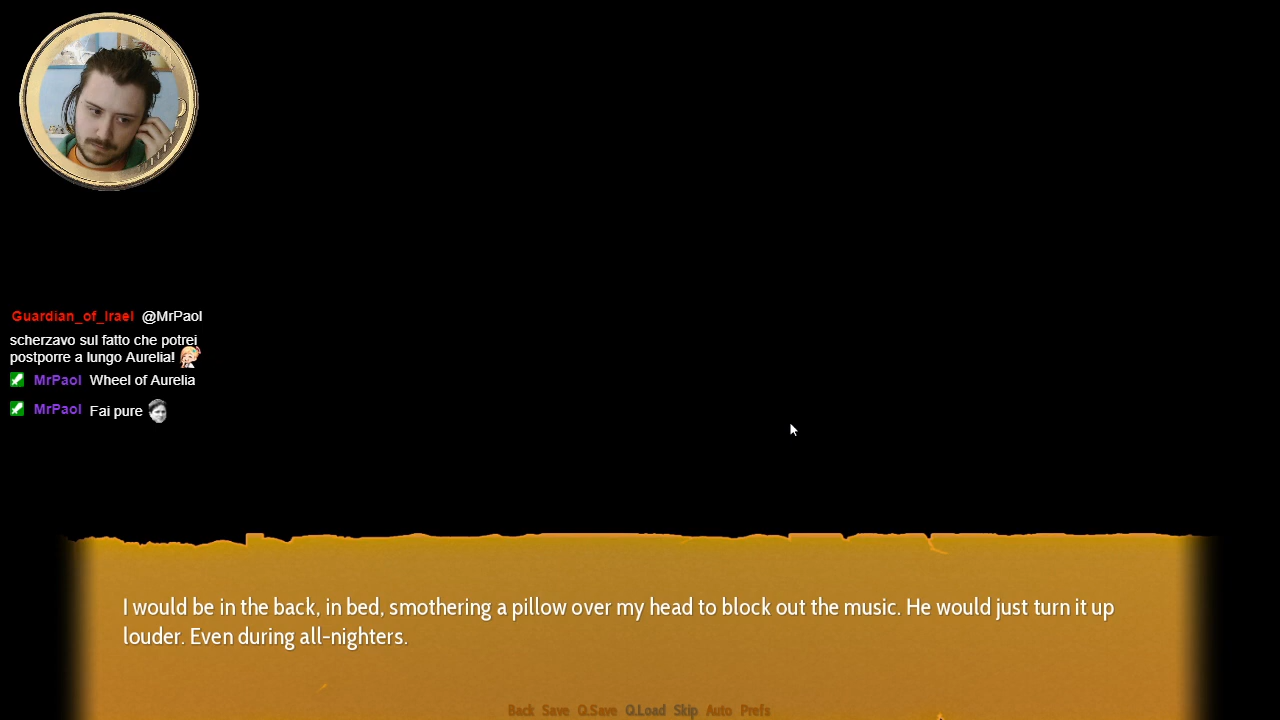 Guardian_of_Irael @MrPaol
scherzavo sul fatto che potrei
postporre a lungo Aurelia!
MrPaol Wheel of Aurelia
MrPaol Fai pure
I would be in the back, in bed, smothering a pillow over my head to block out the music. He would just turn it up
louder. Even during all-nighters.
Back Save Q.Save Q.Load Skip Auto Prefs